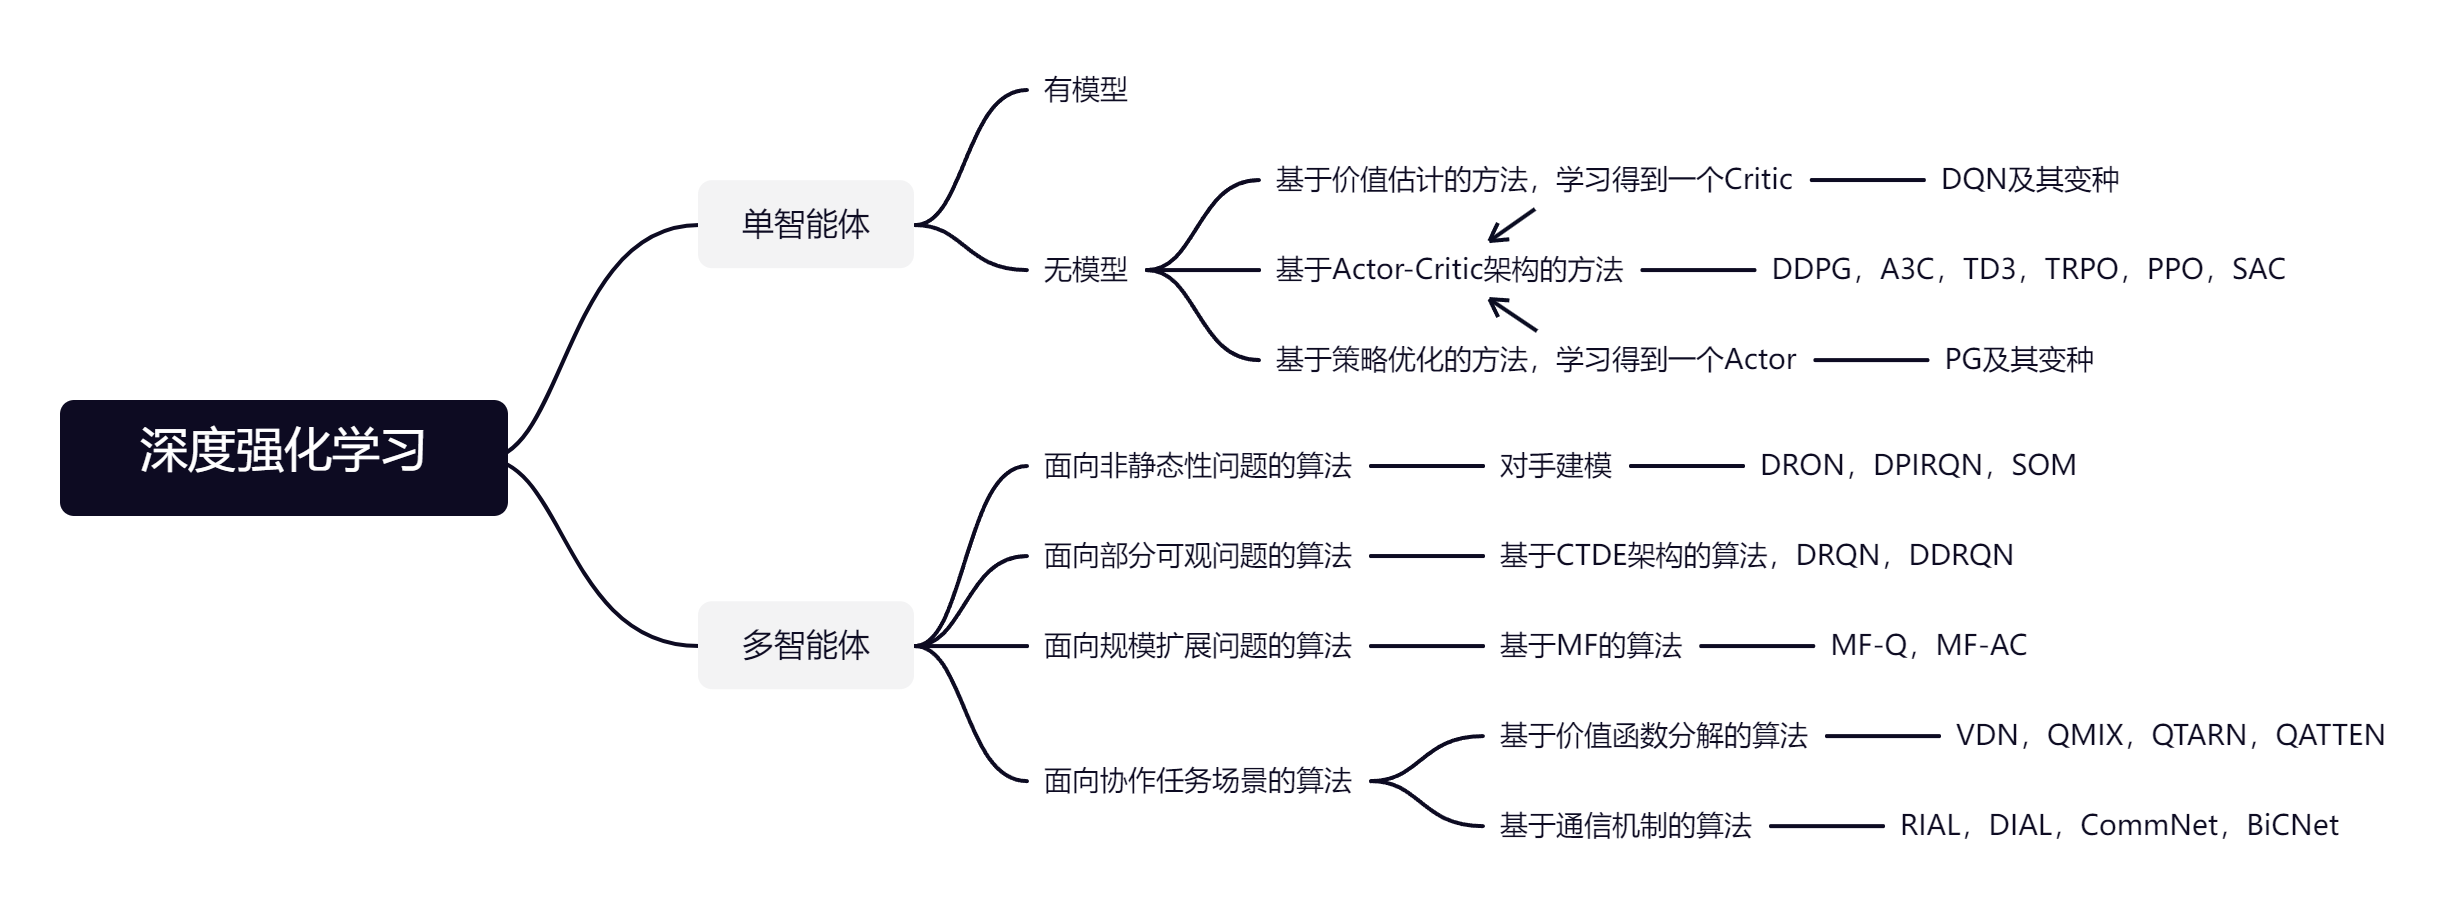 深度强化学习
单智能体
有模型
无模型
基于价值估计的方法，学习得到一个Critic
DQN及其变种
基于Actor-Critic架构的方法
DDPG，A3C，TD3，TRPO，PPO，SAC
基于策略优化的方法，学习得到一个Actor
PG及其变种
多智能体
面向非静态性问题的算法
对手建模
DRON，DPIRQN，SOM
面向部分可观问题的算法
基于CTDE架构的算法，DRQN，DDRQN
面向规模扩展问题的算法
基于MF的算法
MF-Q，MF-AC
面向协作任务场景的算法
基于价值函数分解的算法
VDN，QMIX，QTARN，QATTEN
基于通信机制的算法
RIAL，DIAL，CommNet，BiCNet